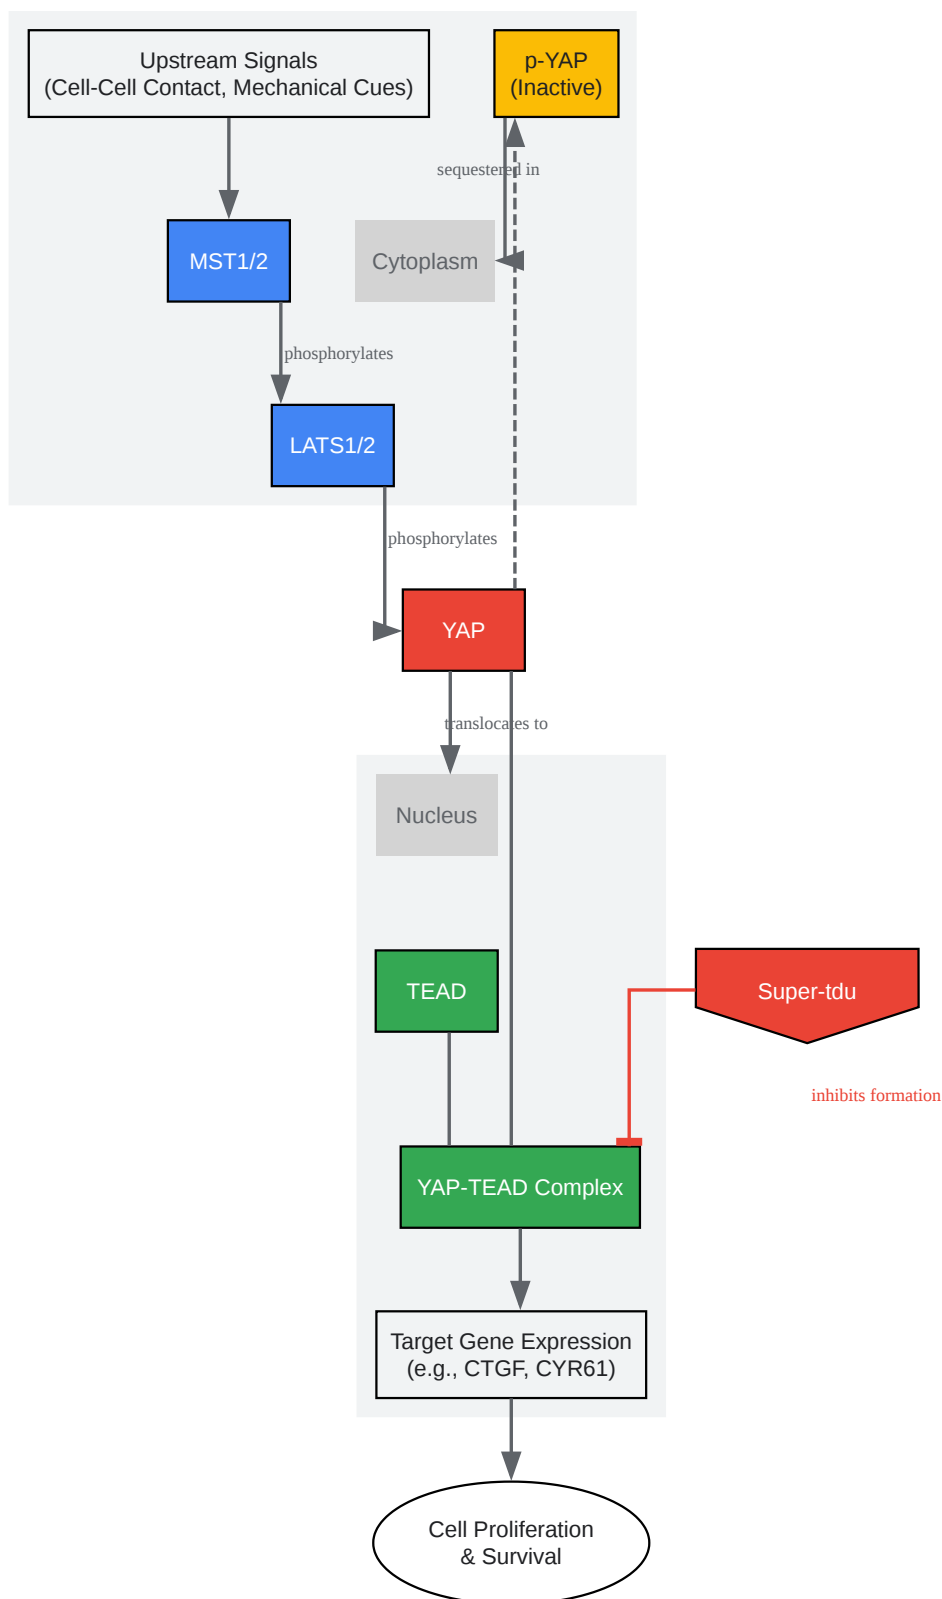 Upstream Signals
(Cell-Cell Contact, Mechanical Cues)
p-YAP
(Inactive)
sequestered in
MST1/2
Cytoplasm
phosphorylates
LATS1/2
phosphorylates
YAP
translocates to
Nucleus
TEAD
Super-tdu
inhibits formation
YAP-TEAD Complex
Target Gene Expression
(e.g., CTGF, CYR61)
Cell Proliferation
& Survival